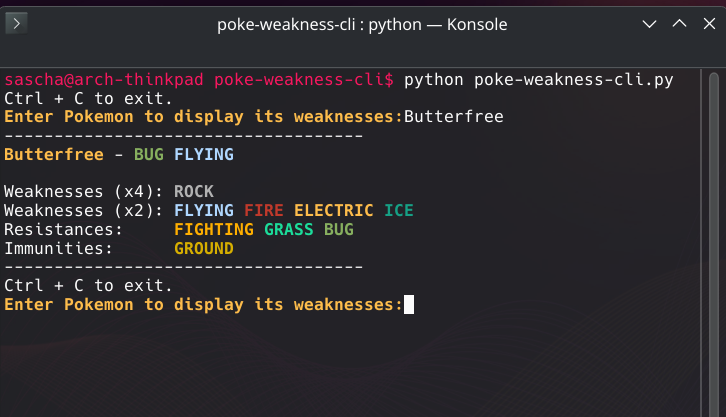 poke-weakness-cli : python — Konsole
sascha@arch-thinkpad poke-weakness-cli$ python poke-weakness-cli.py
Ctrl + C to exit.
Enter Pokemon to display its weaknesses:Butterfree
------------------------------------
Butterfree - BUG FLYING
Weaknesses (x4): ROCK
Weaknesses (x2): FLYING FIRE ELECTRIC ICE
Resistances:     FIGHTING GRASS BUG
Immunities:      GROUND
------------------------------------
Ctrl + C to exit.
Enter Pokemon to display its weaknesses: